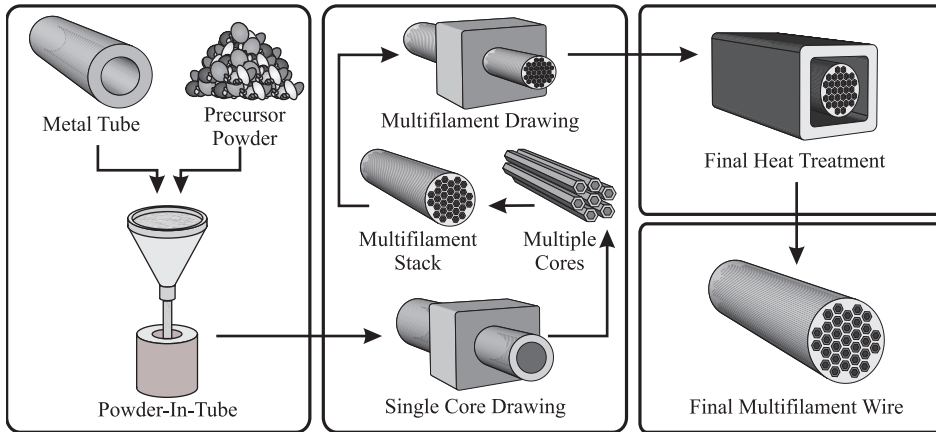 Metal Tube
Precursor
Powder
Powder-In-Tube
Multifilament Drawing
Multifilament
Stack
Multiple
Cores
Single Core Drawing
Final Heat Treatment
Final Multifilament Wire